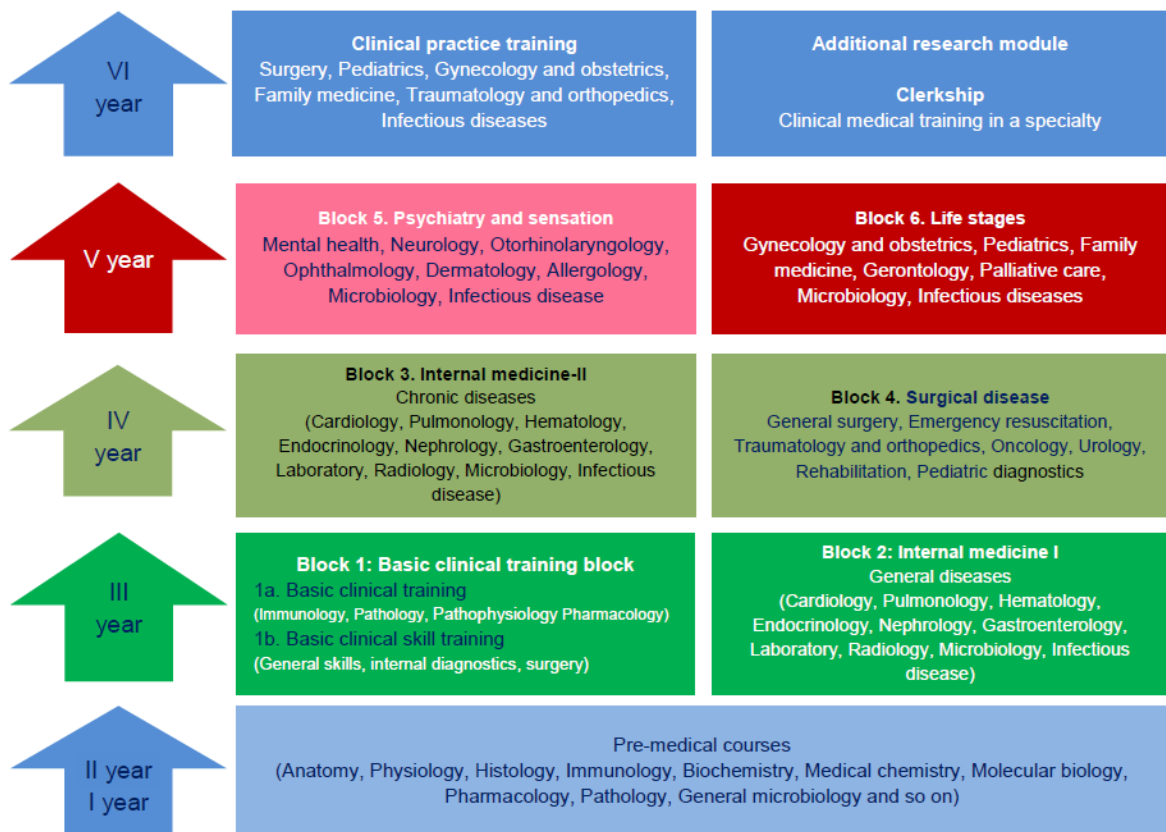 VI
year
Clinical practice training
Surgery, Pediatrics, Gynecology and obstetrics,
Family medicine, Traumatology and orthopedics,
Infectious diseases
Additional research module
Clerkship
Clinical medical training in a specialty
V year
Block 5. Psychiatry and sensation
Mental health, Neurology, Otorhinolaryngology,
Ophthalmology, Dermatology, Allergology,
Microbiology, Infectious disease
Block 6. Life stages
Gynecology and obstetrics, Pediatrics, Family
medicine, Gerontology, Palliative care,
Microbiology, Infectious diseases
IV
year
Block 3. Internal medicine-II
Chronic diseases
(Cardiology, Pulmonology, Hematology,
Endocrinology, Nephrology, Gastroenterology,
Laboratory, Radiology, Microbiology, Infectious
disease)
Block 4. Surgical disease
General surgery, Emergency resuscitation,
Traumatology and orthopedics, Oncology, Urology,
Rehabilitation, Pediatric diagnostics
III
year
Block 1: Basic clinical training block
1a. Basic clinical training
(Immunology, Pathology, Pathophysiology Pharmacology)
1b. Basic clinical skill training
(General skills, internal diagnostics, surgery)
Block 2: Internal medicine I
General diseases
(Cardiology, Pulmonology, Hematology,
Endocrinology, Nephrology, Gastroenterology,
Laboratory, Radiology, Microbiology, Infectious
disease)
II year
I year
Pre-medical courses
(Anatomy, Physiology, Histology, Immunology, Biochemistry, Medical chemistry, Molecular biology,
Pharmacology, Pathology, General microbiology and so on)